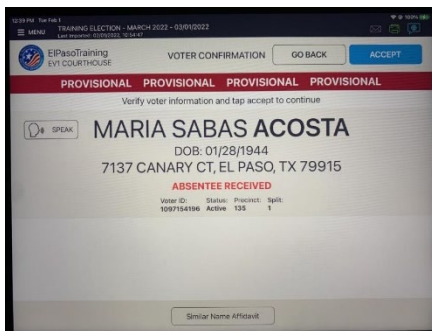 12:59 PM Tue Feb 1
100%
MENU
TRAINING ELECTION - MARCH 2022 - 03/01/2022
ElPasoTraining
EV1 COURTHOUSE
VOTER CONFIRMATION
GO BACK
ACCEPT
PROVISIONAL PROVISIONAL PROVISIONAL PROVISIONAL
Verify voter information and tap accept to continue
SPEAK
MARIA SABAS ACOSTA
DOB: 01/28/1944
7137 CANARY CT, EL PASO, TX 79915
ABSENTEE RECEIVED
Voter ID: Status: Precinct: Split:
1097154196 Active 135 1
Similar Name Affidavit